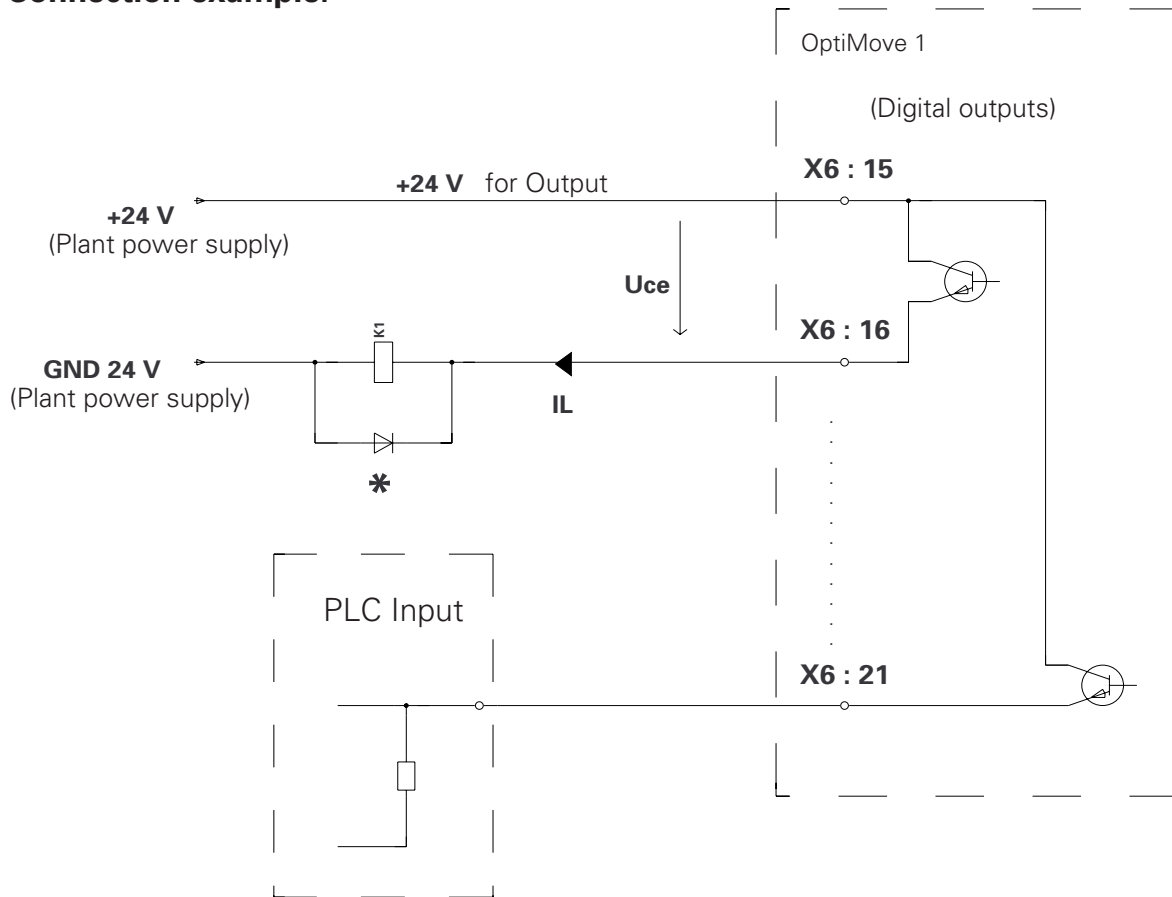 Connection example:
OptiMove 1
(Digital outputs)
X6 : 15
+24 V for Output
+24 V
(Plant power supply)
Uce
X6 : 16
K1
GND 24 V
(Plant power supply)
IL
*
PLC Input
X6 : 21